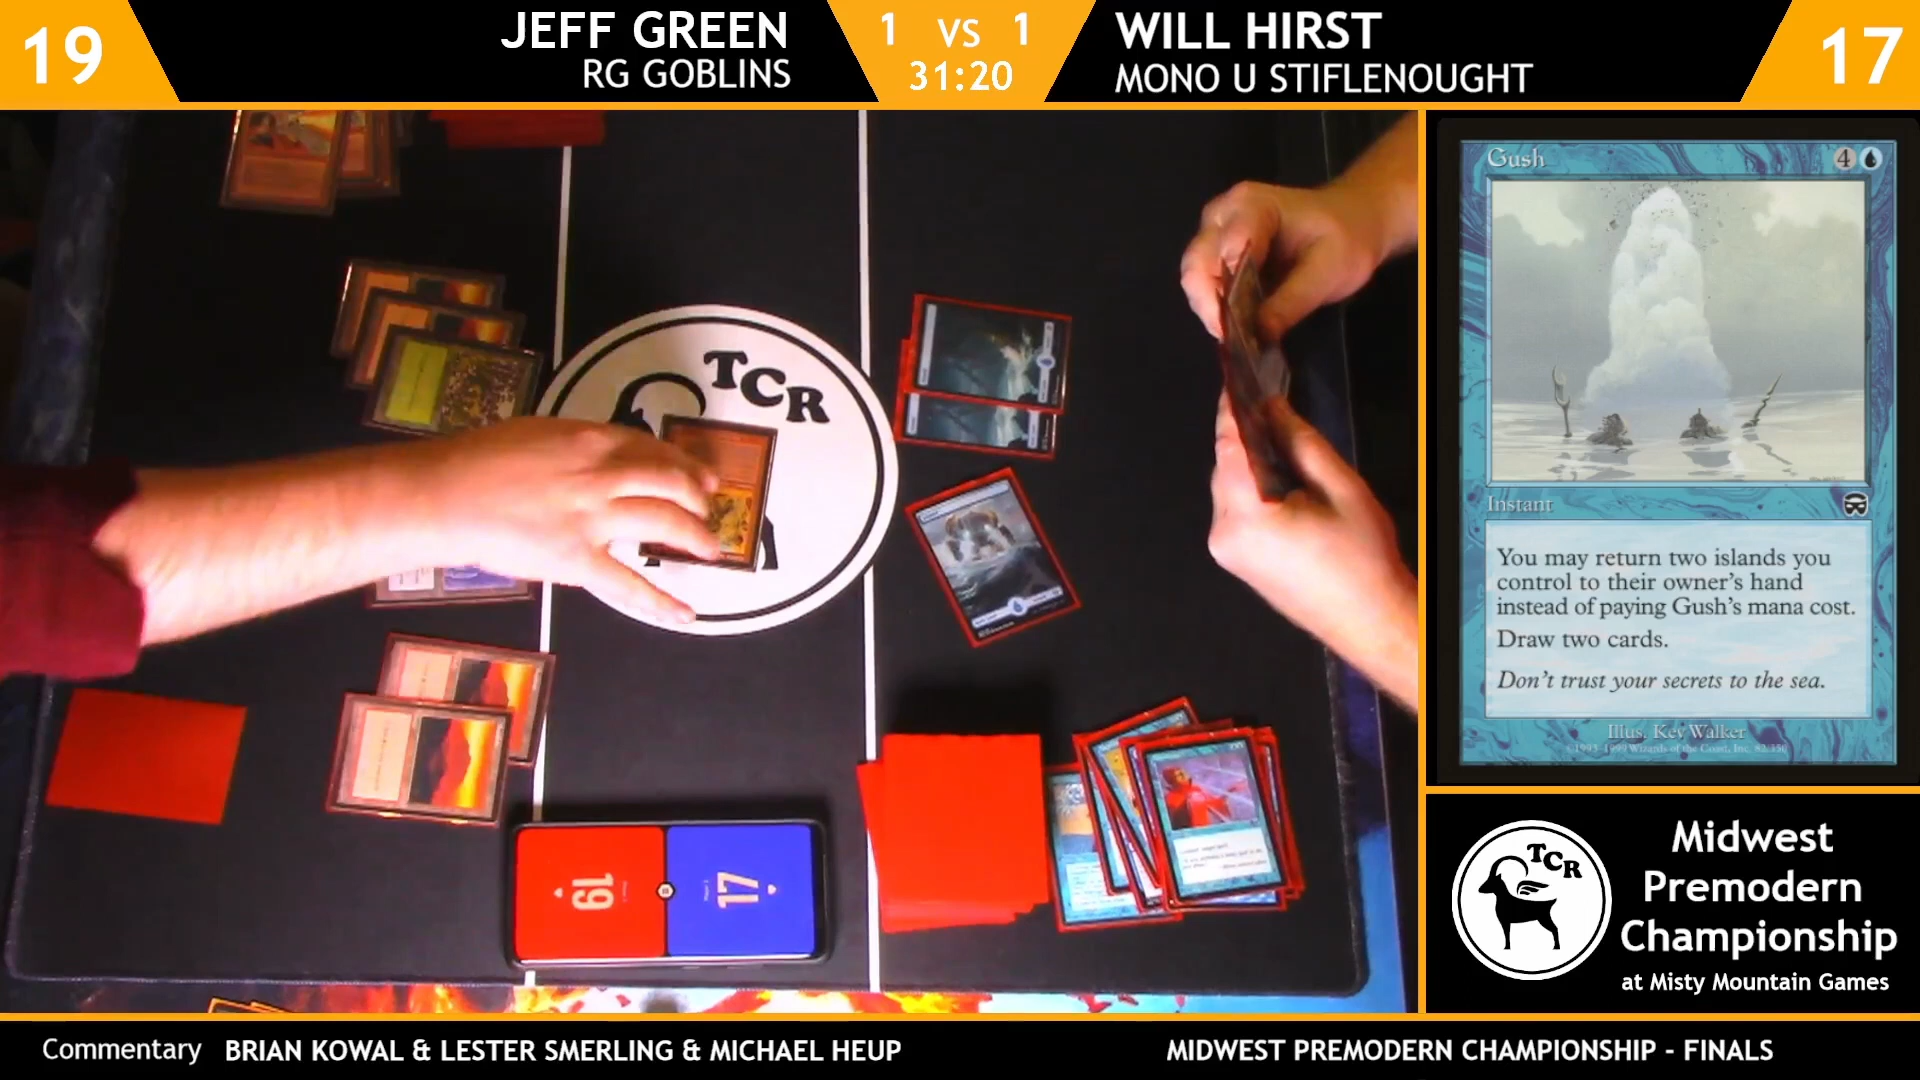 19
JEFF GREEN
RG GOBLINS
1 VS 1
31:20
WILL HIRST
MONO U STIFLENOUGHT
17
TCR
19
17
Gush
4
Instant
You may return two islands you
control to their owner's hand
instead of paying Gush's mana cost.
Draw two cards.
Don't trust your secrets to the sea.
Illus. Kev Walker
TCR
Midwest
Premodern
Championship
at Misty Mountain Games
Commentary BRIAN KOWAL & LESTER SMERLING & MICHAEL HEUP
MIDWEST PREMODERN CHAMPIONSHIP - FINALS